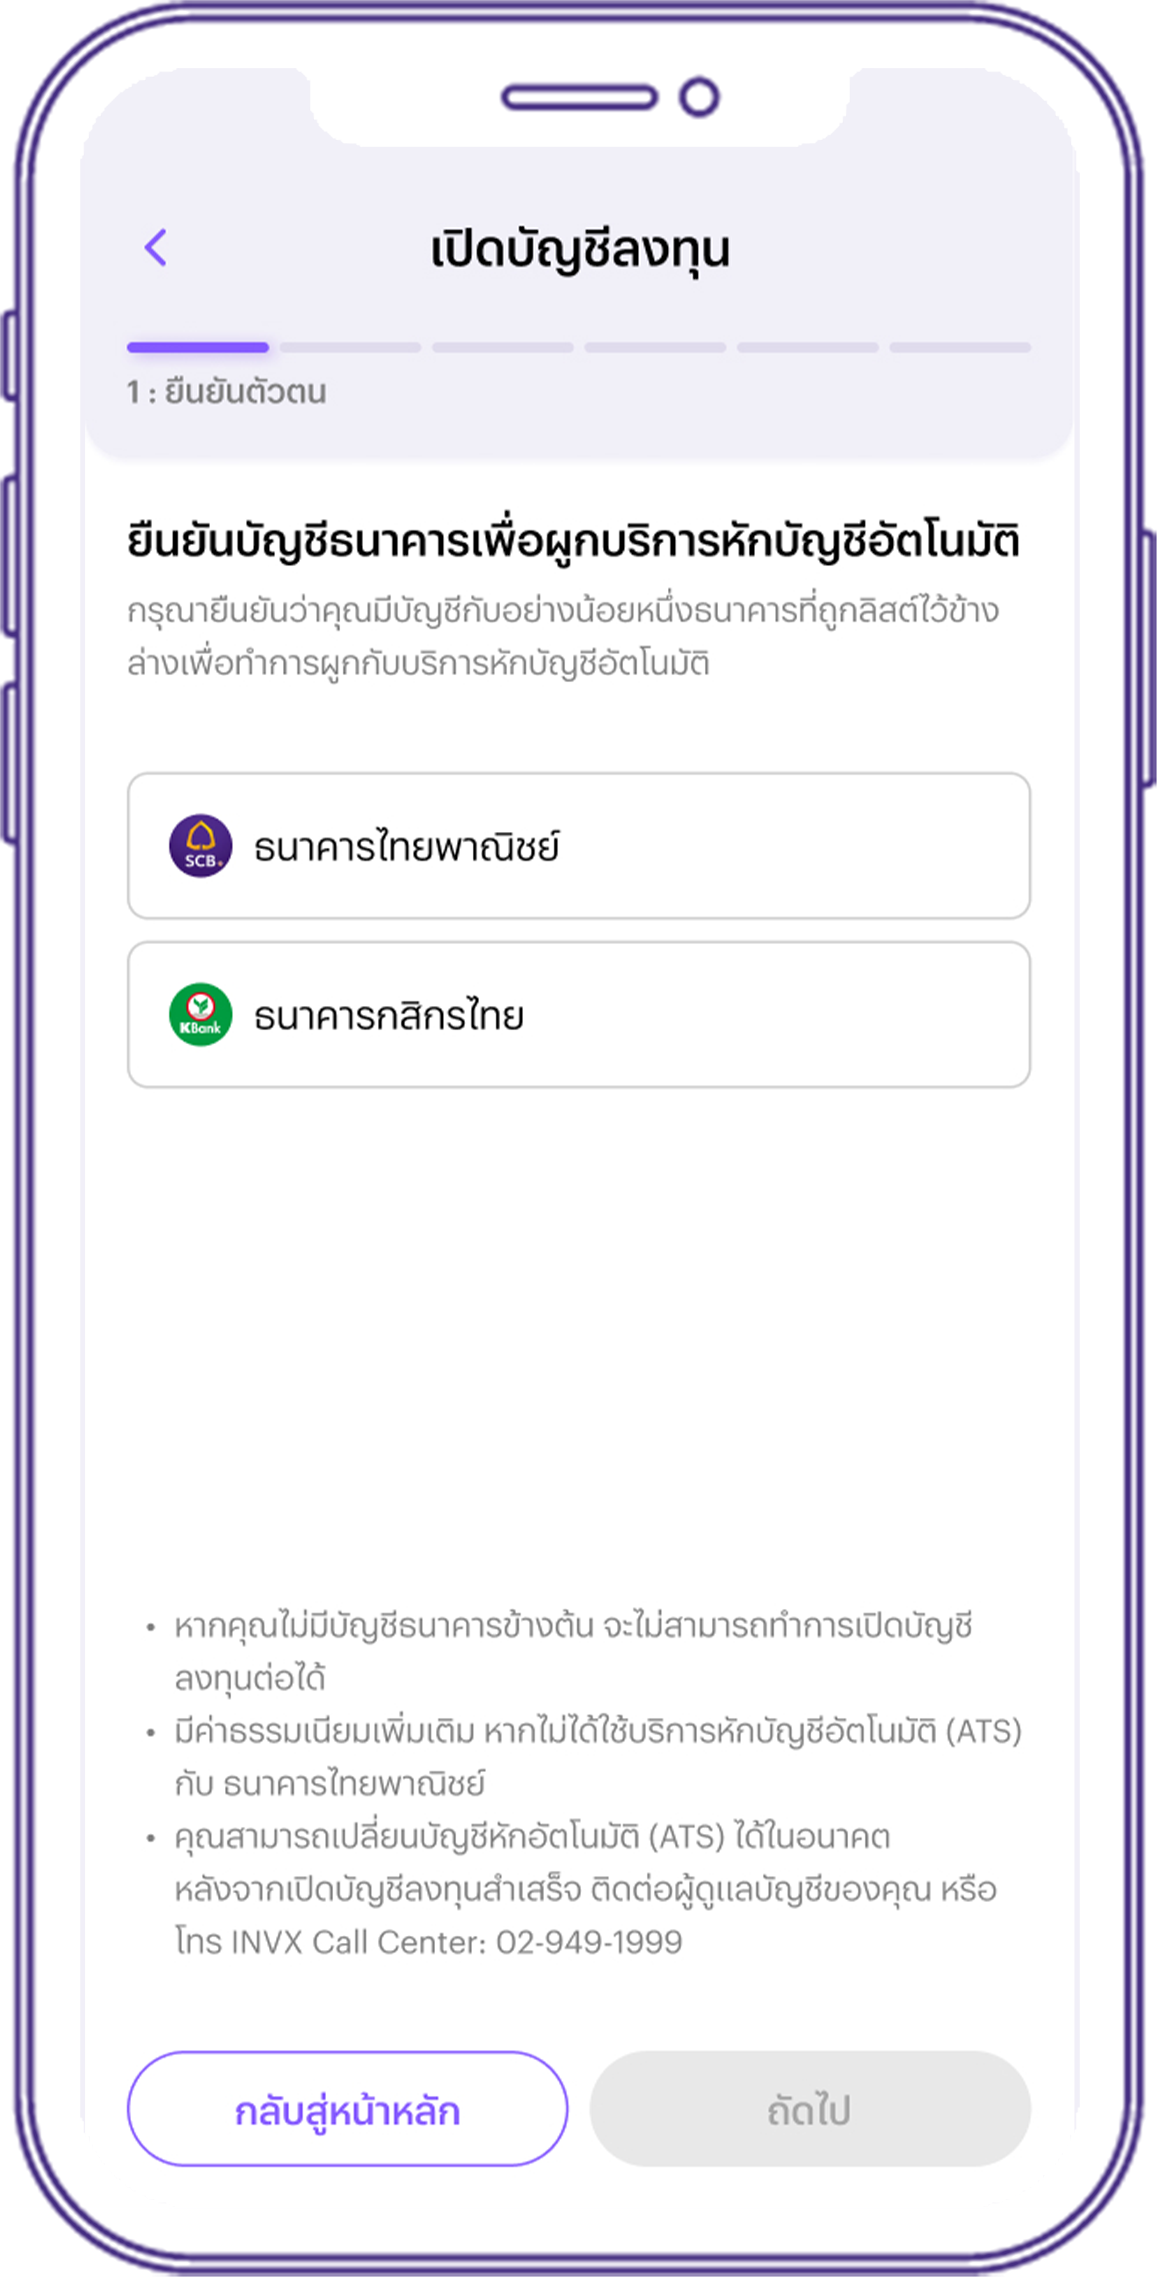 เปิดบัญชีลงทุน
1 : ยืนยันตัวตน
ยืนยันบัญชีธนาคารเพื่อผูกบริการหักบัญชีอัตโนมัติ
กรุณายืนยันว่าคุณมีบัญชีกับอย่างน้อยหนึ่งธนาคารที่ถูกลิสต์ไว้ข้าง
ล่างเพื่อทำการผูกกับบริการหักบัญชีอัตโนมัติ
SCB
ธนาคารไทยพาณิชย์
KBank
ธนาคารกสิกรไทย
• หากคุณไม่มีบัญชีธนาคารข้างต้น จะไม่สามารถทำการเปิดบัญชี
ลงทุนต่อได้
• มีค่าธรรมเนียมเพิ่มเติม หากไม่ได้ใช้บริการหักบัญชีอัตโนมัติ (ATS)
กับ ธนาคารไทยพาณิชย์
• คุณสามารถเปลี่ยนบัญชีหักอัตโนมัติ (ATS) ได้ในอนาคต
หลังจากเปิดบัญชีลงทุนสำเสร็จ ติดต่อผู้ดูแลบัญชีของคุณ หรือ
โทร INVX Call Center: 02-949-1999
กลับสู่หน้าหลัก
ถัดไป